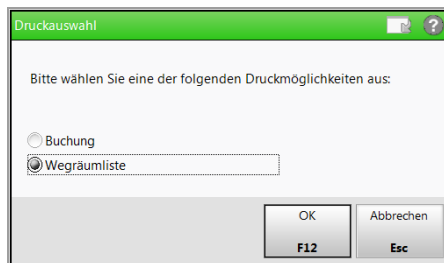 Druckauswahl
Bitte wählen Sie eine der folgenden Druckmöglichkeiten aus:
Buchung
Wegräumliste
OK Abbrechen
F12 Esc